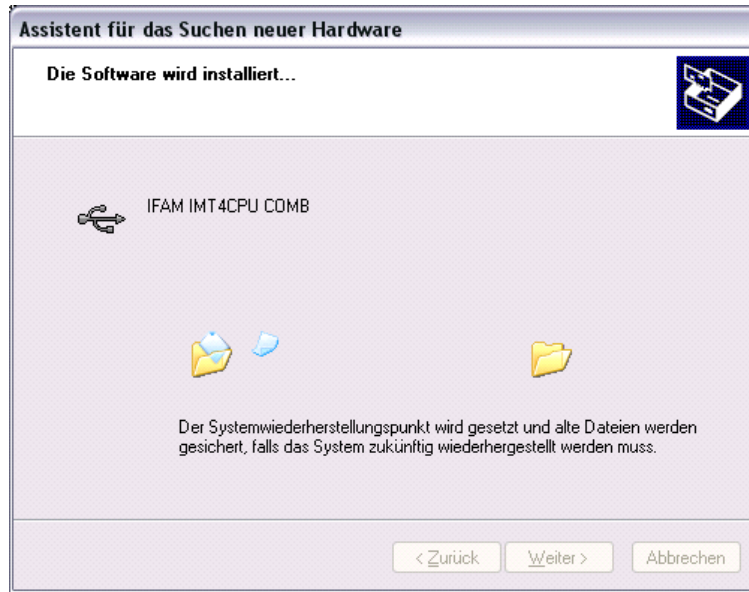 Assistent für das Suchen neuer Hardware
Die Software wird installiert...
IFAM IMT4CPU COMB
Der Systemwiederherstellungspunkt wird gesetzt und alte Dateien werden
gesichert, falls das System zukünftig wiederhergestellt werden muss.
< Zurück Weiter > Abbrechen